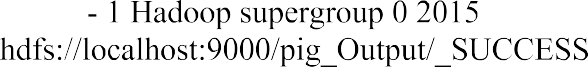 - 1 Hadoop supergroup 0 2015
hdfs://localhost:9000/pig_Output/_SUCCESS